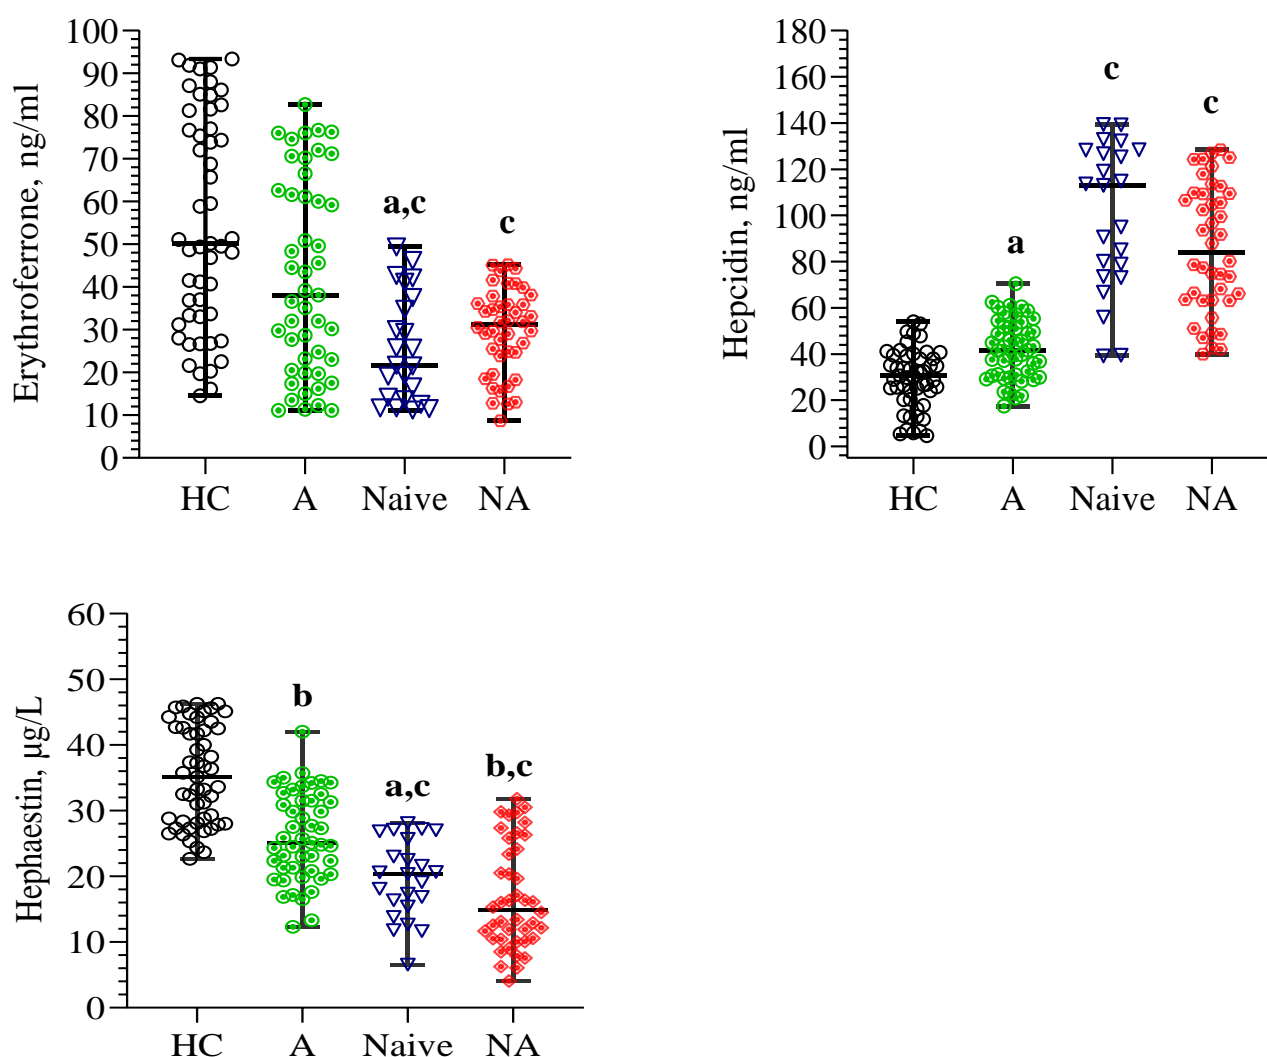 Erythroferrone, ng/ml
100
90
80
70
60
50
40
30
20
10
0
a,c
c
HC A Naive NA
Hepcidin, ng/ml
180
160
140
120
100
80
60
40
20
0
a
c
c
HC A Naive NA
Hephaestin, µg/L
60
50
40
30
20
10
0
b
a,c
b,c
HC A Naive NA